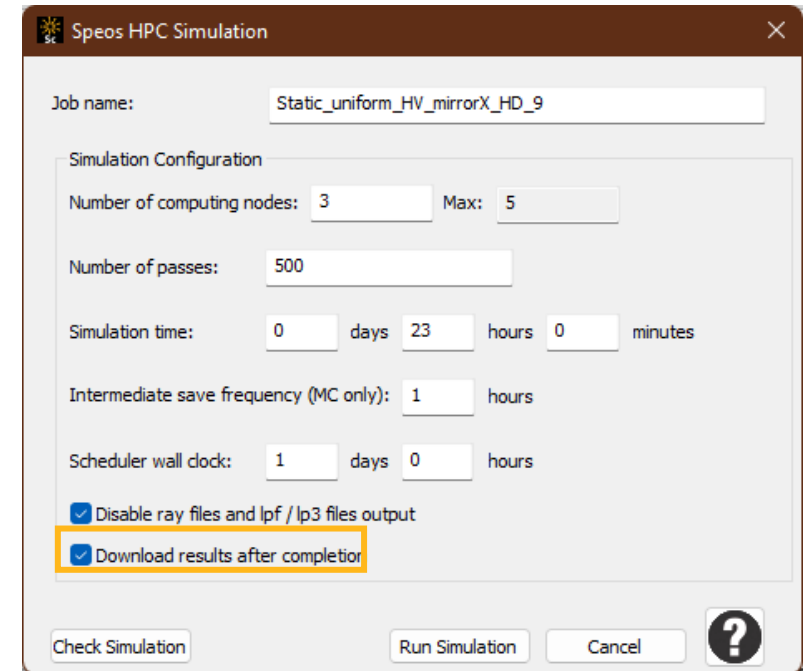 Sc Speos HPC Simulation
Job name: Static_uniform_HV_mirrorX_HD_9
Simulation Configuration
Number of computing nodes: 3 Max: 5
Number of passes: 500
Simulation time: 0 days 23 hours 0 minutes
Intermediate save frequency (MC only): 1 hours
Scheduler wall clock: 1 days 0 hours
Disable ray files and lpf / lp3 files output
Download results after completion
Check Simulation Run Simulation Cancel ?